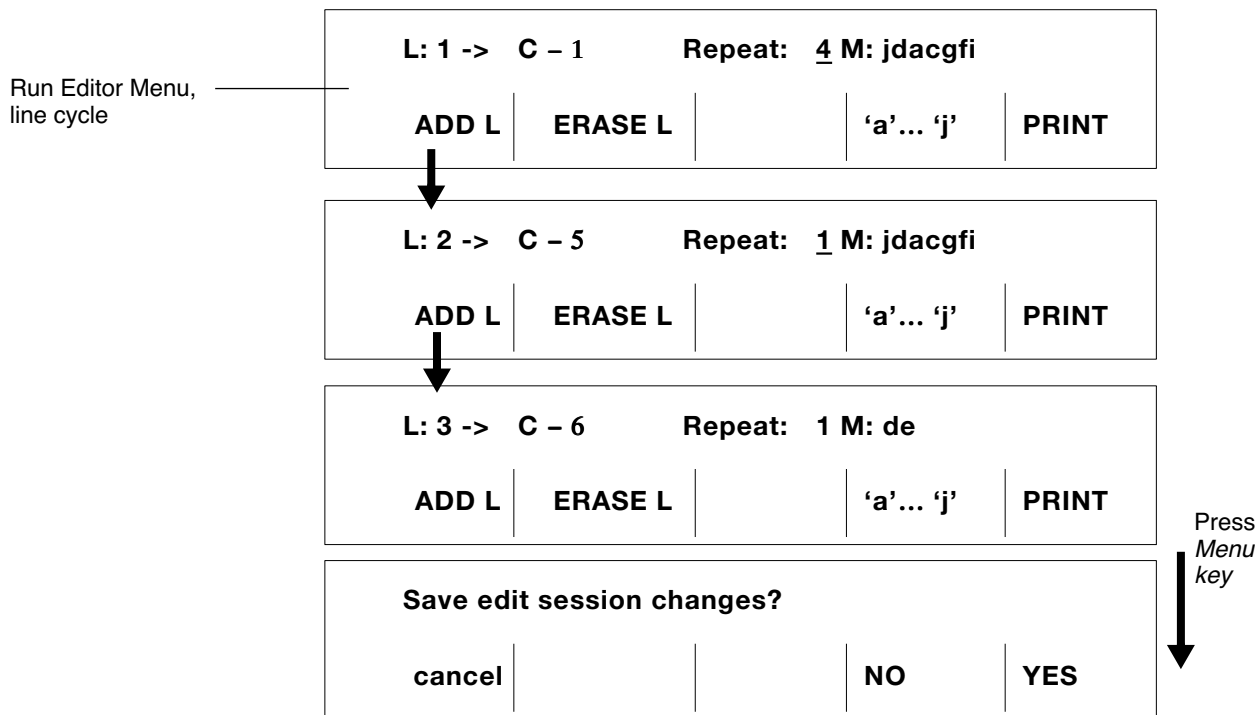 L: 1 -> C – 1 Repeat: 4 M: jdacgfi
Run Editor Menu,
line cycle
ADD L ERASE L ‘a’... ‘j’ PRINT
L: 2 -> C – 5 Repeat: 1 M: jdacgfi
ADD L ERASE L ‘a’... ‘j’ PRINT
L: 3 -> C – 6 Repeat: 1 M: de
ADD L ERASE L ‘a’... ‘j’ PRINT
Press
Menu
key
Save edit session changes?
cancel NO YES